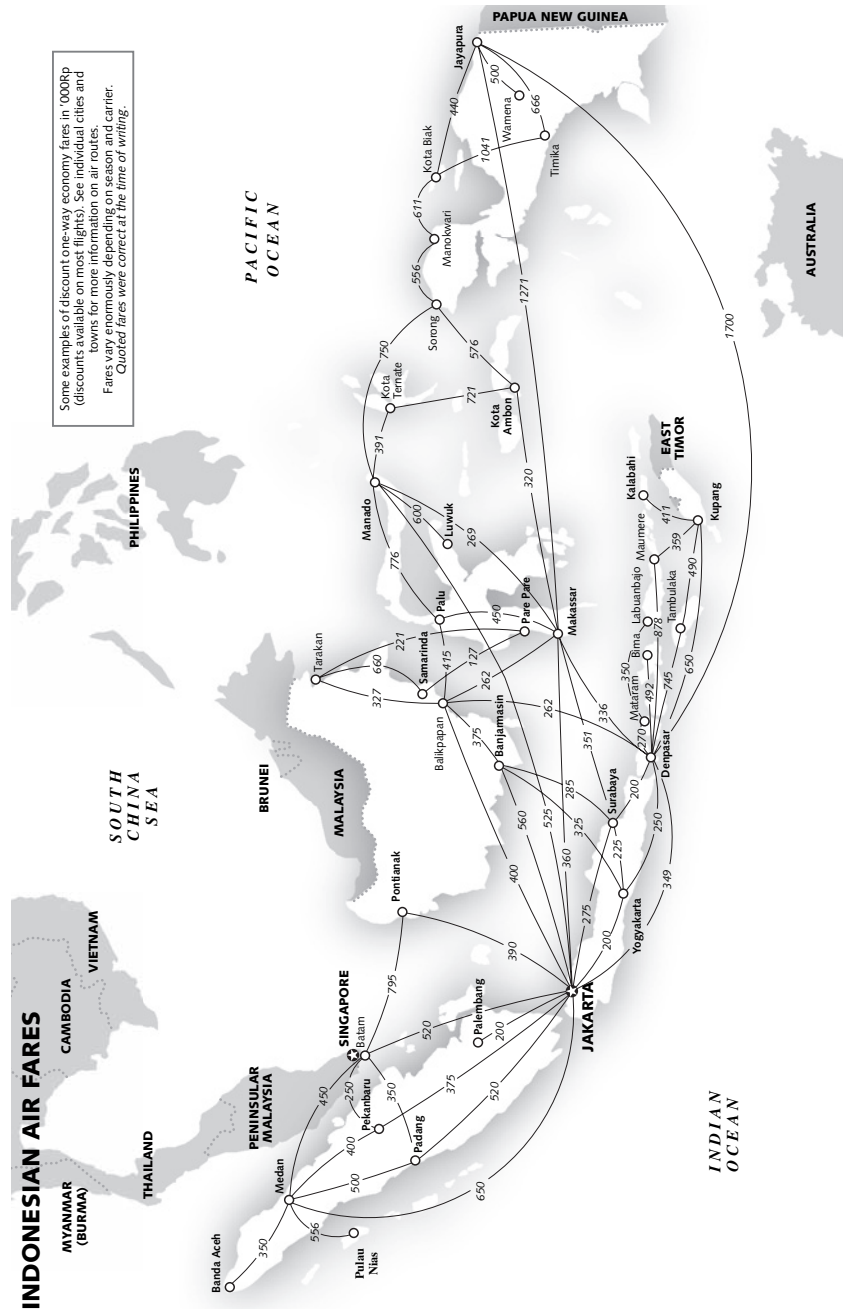 INDONESIAN AIR FARES
Some examples of discount one-way economy fares in '000Rp
(discounts available on most flights). See individual cities and
towns for more information on air routes.
Fares vary enormously depending on season and carrier.
Quoted fares were correct at the time of writing.
MYANMAR
(BURMA)
THAILAND
CAMBODIA
VIETNAM
SOUTH
CHINA
SEA
PHILIPPINES
PACIFIC
OCEAN
PENINSULAR
MALAYSIA
SINGAPORE
BRUNEI
MALAYSIA
PAPUA NEW GUINEA
EAST
TIMOR
AUSTRALIA
INDIAN
OCEAN
Banda Aceh
350
Medan
556
Pulau
Nias
450
400
500
650
Pekanbaru
250
Batam
350
Padang
375
520
795
520
Palembang
200
JAKARTA
Pontianak
390
400
560
525
360
275
200
349
Yogyakarta
225
250
Surabaya
200
325
285
351
Banjarmasin
375
Balikpapan
327
660
Tarakan
221
Samarinda
127
415
262
262
Palu
776
450
Pare Pare
Makassar
336
Manado
600
Luwuk
269
391
Kota
Ternate
721
750
Kota
Ambon
320
576
Sorong
556
Manokwari
611
Kota Biak
440
1041
Jayapura
500
Wamena
666
Timika
1271
1700
Denpasar
270
Mataram
350
492
Bima
Labuanbajo
878
745
Tambulaka
650
490
Maumere
359
Kalabahi
411
Kupang